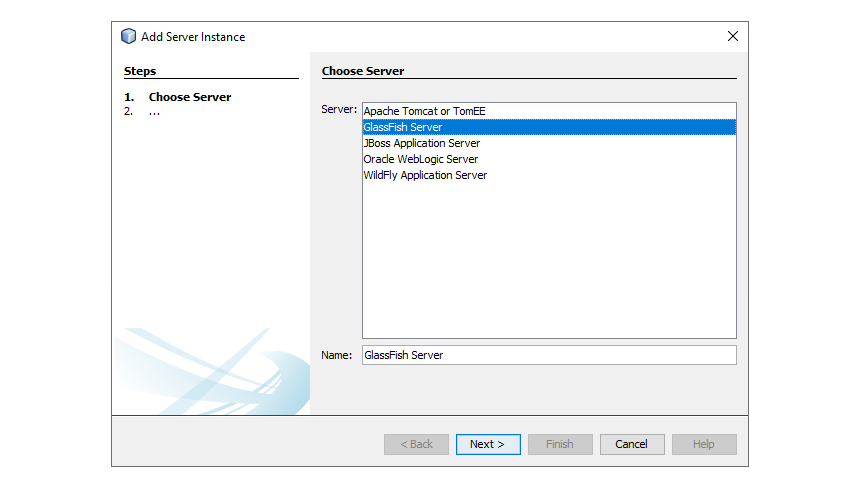 Add Server Instance
Steps
1. Choose Server
2. ...
Choose Server
Server:
Apache Tomcat or TomEE
GlassFish Server
JBoss Application Server
Oracle WebLogic Server
WildFly Application Server
Name: GlassFish Server
< Back Next > Finish Cancel Help